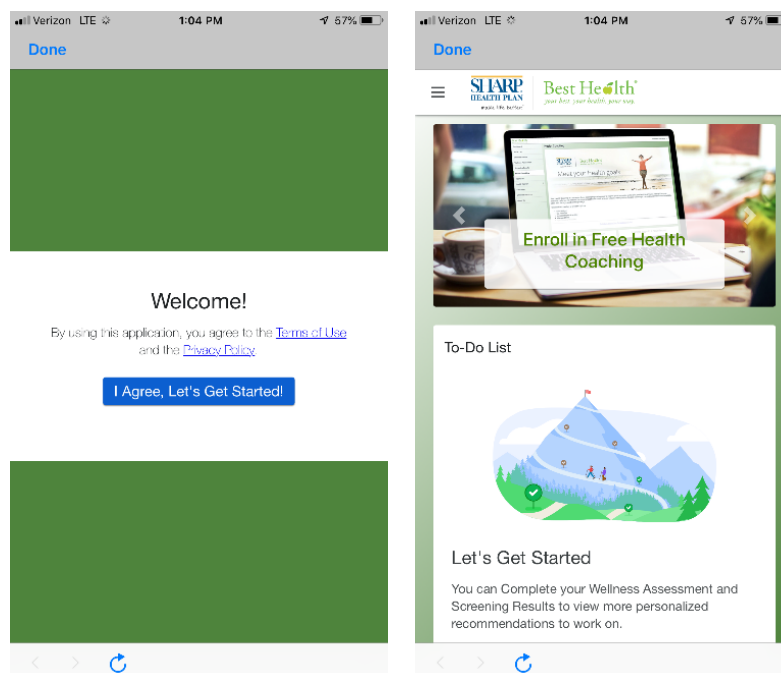 Verizon LTE
1:04 PM
57%
Done
Welcome!
By using this application, you agree to the Terms of Use
and the Privacy Policy
I Agree, Let's Get Started!
Verizon LTE
1:04 PM
57%
Done
SHARP
HEALTH PLAN
Best Health
your best health, your way.
Meet your health goals
Enroll in Free Health
Coaching
To-Do List
Let's Get Started
You can Complete your Wellness Assessment and
Screening Results to view more personalized
recommendations to work on.